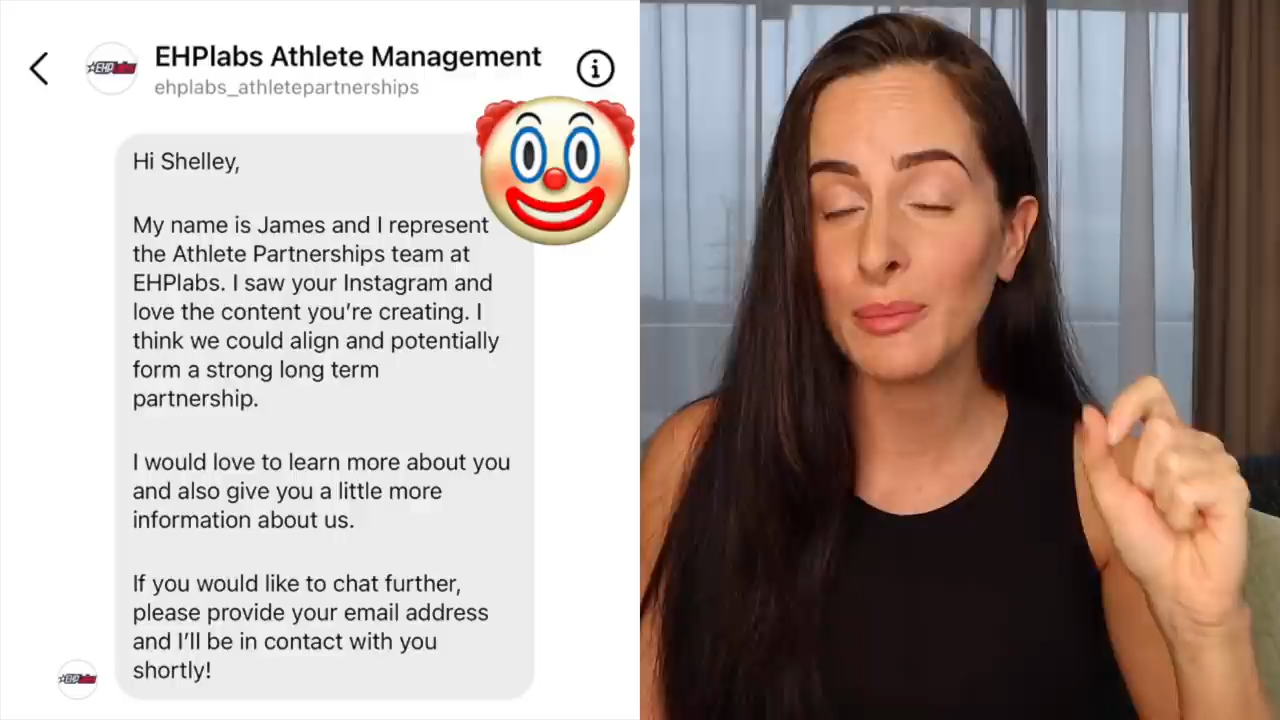 EHPlabs Athlete Management
ehplabs_athletepartnerships
EHPlabs
Hi Shelley,
My name is James and I represent
the Athlete Partnerships team at
EHPlabs. I saw your Instagram and
love the content you’re creating. I
think we could align and potentially
form a strong long term
partnership.
I would love to learn more about you
and also give you a little more
information about us.
If you would like to chat further,
please provide your email address
and I’ll be in contact with you
shortly!
EHPlabs